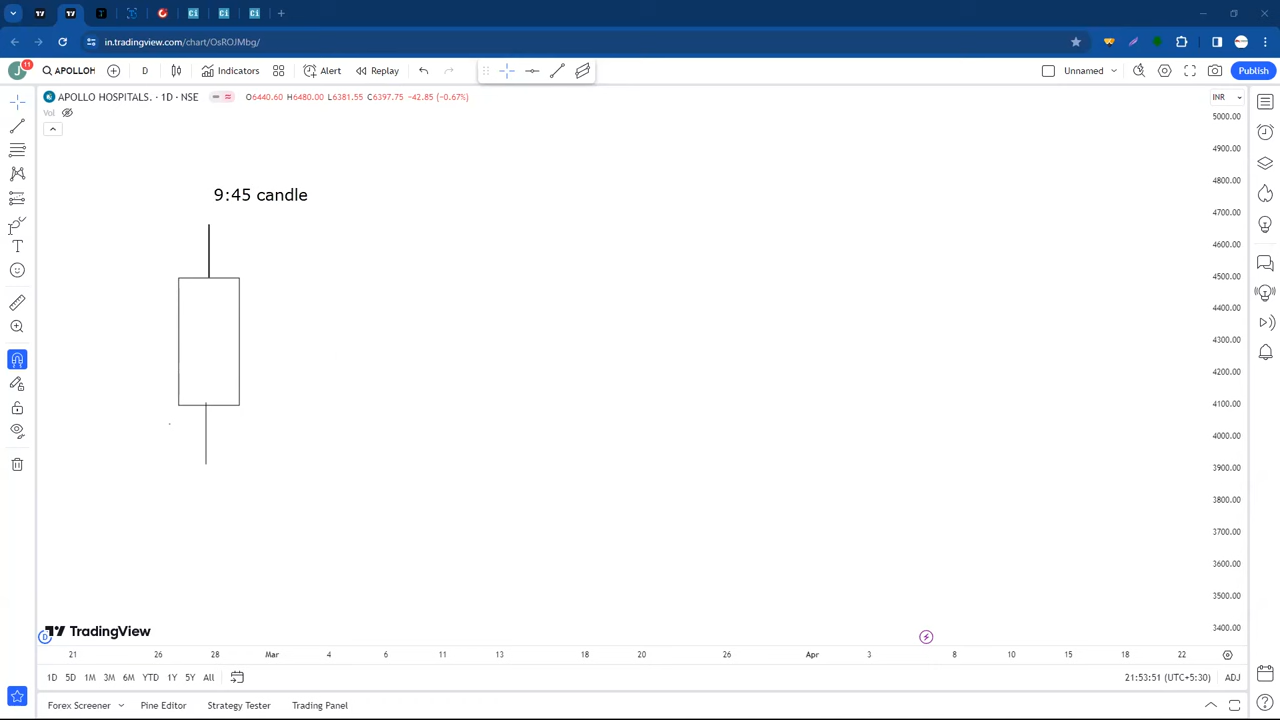 in.tradingview.com/chart/OsROJMbg/
11
APOLLOH
D
Indicators
Alert
Replay
Unnamed
Publish
APOLLO HOSPITALS. · 1D · NSE
O6440.60 H6480.00 L6381.55 C6397.75 −42.85 (−0.67%)
INR
Vol
9:45 candle
5000.00
4900.00
4800.00
4700.00
4600.00
4500.00
4400.00
4300.00
4200.00
4100.00
4000.00
3900.00
3800.00
3700.00
3600.00
3500.00
3400.00
TradingView
21 26 28 Mar 4 6 11 13 18 20 26 Apr 3 8 10 15 18 22
1D 5D 1M 3M 6M YTD 1Y 5Y All
21:53:51 (UTC+5:30) ADJ
Forex Screener Pine Editor Strategy Tester Trading Panel